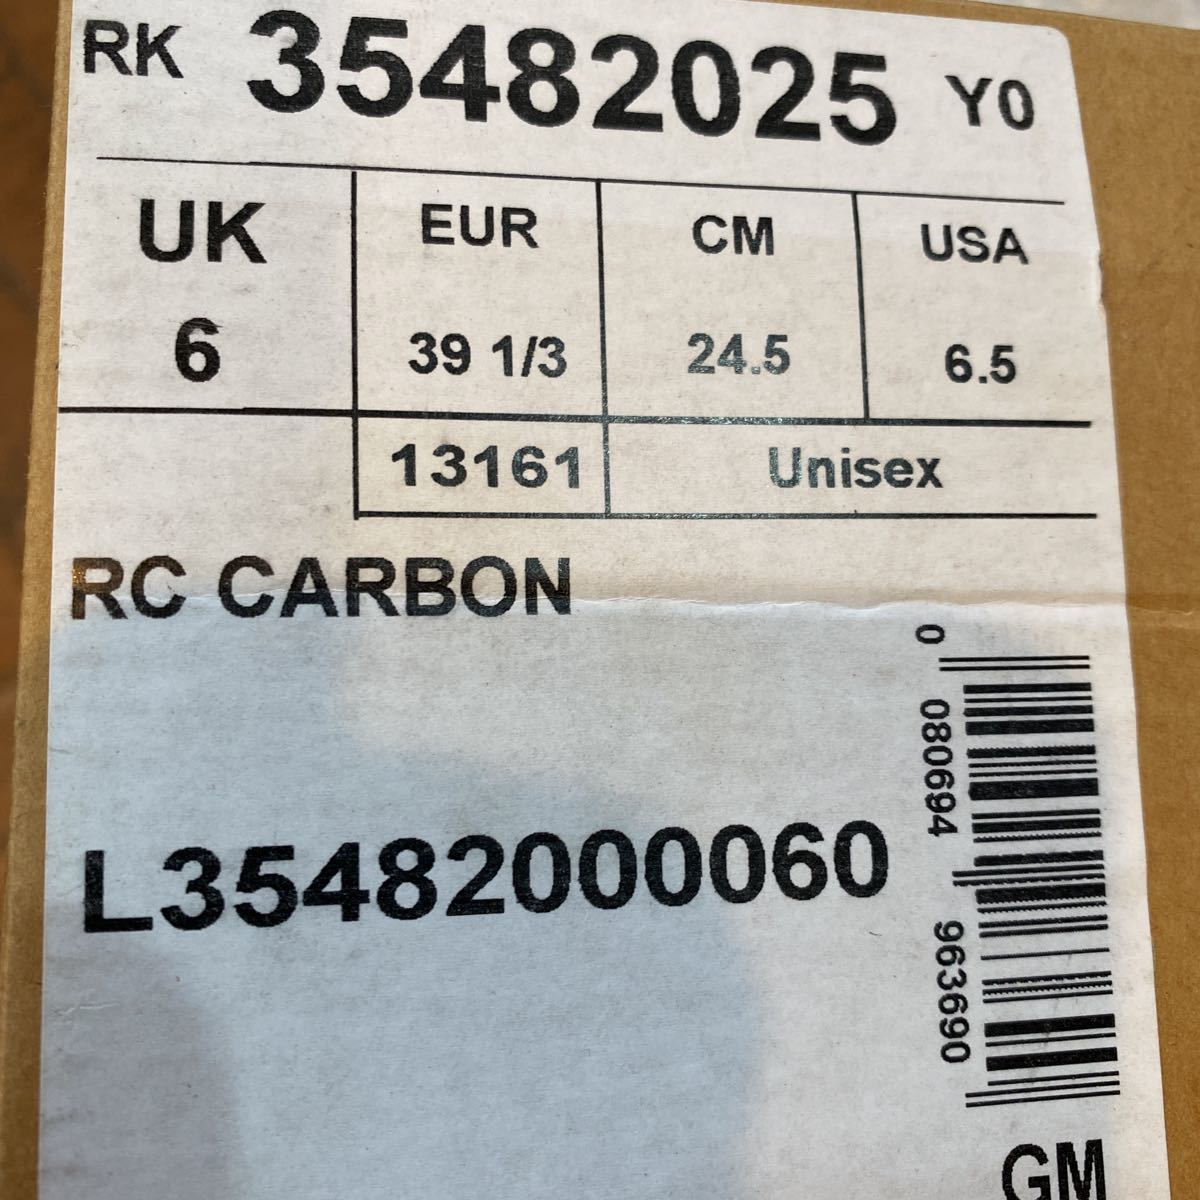 RK 35482025 Y0
UK EUR CM USA
6 39 1/3 24.5 6.5
13161 Unisex
RC CARBON
L35482000060
0 080694 963690
GM